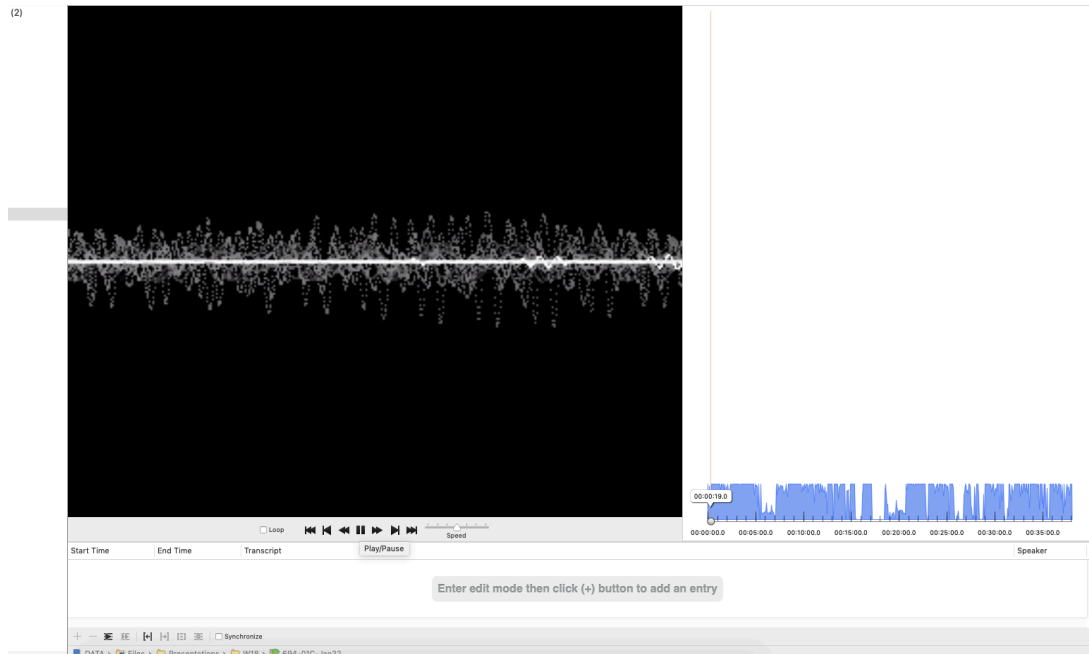 (2)
00:00:19.0
00:00:00.0 00:05:00.0 00:10:00.0 00:15:00.0 00:20:00.0 00:25:00.0 00:30:00.0 00:35:00.0
Loop
Speed
Play/Pause
Start Time End Time Transcript Speaker
Enter edit mode then click (+) button to add an entry
Synchronize
DATA > Files > Presentations > W18 > 694-01C-Jan22